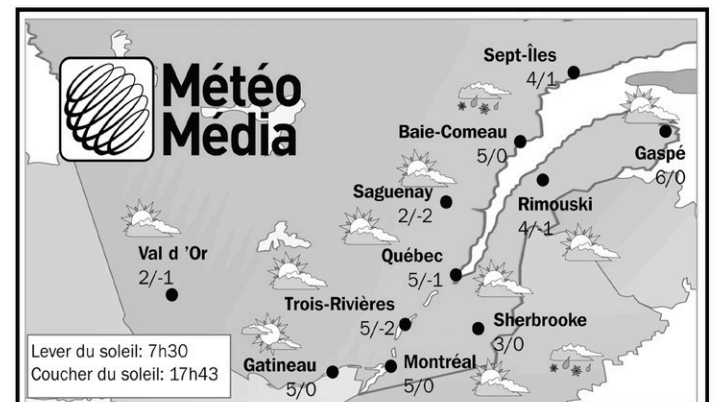 Météo
Média
Sept-Îles
4/1
Baie-Comeau
5/0
Gaspé
6/0
Saguenay
2/-2
Rimouski
4/-1
Val d 'Or
2/-1
Québec
5/-1
Trois-Rivières
5/-2
Sherbrooke
3/0
Lever du soleil: 7h30
Coucher du soleil: 17h43
Gatineau
5/0
Montréal
5/0